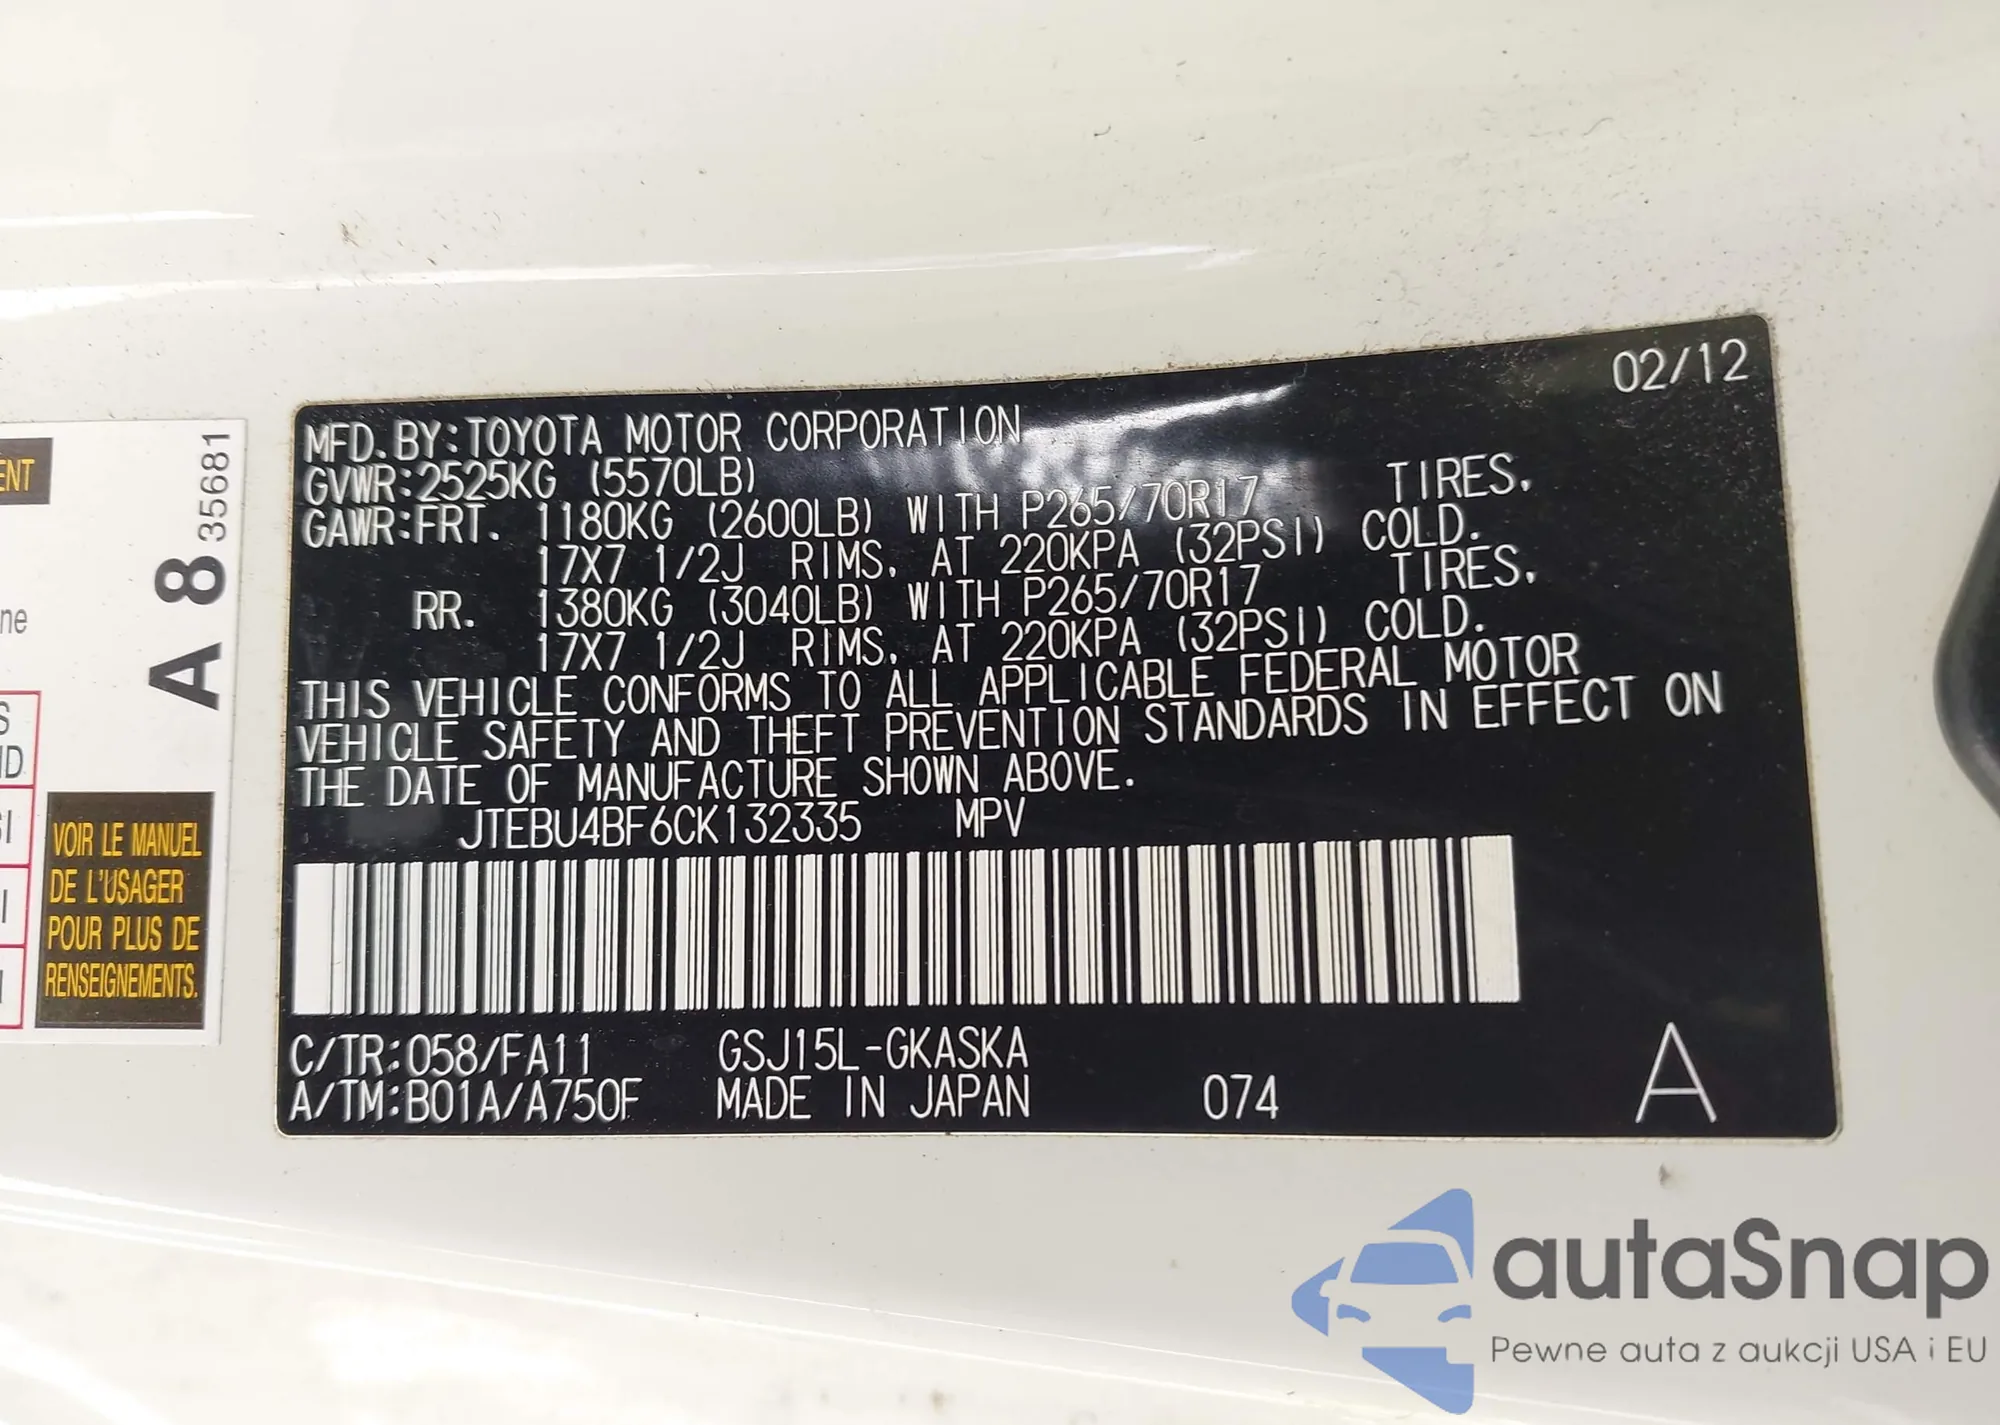 02/12
MFD. BY:TOYOTA MOTOR CORPORATION
GVWR:2525KG (5570LB)
GAWR:FRT. 1180KG (2600LB) WITH P265/70R17 TIRES,
17X7 1/2J RIMS, AT 220KPA (32PSI) COLD.
RR. 1380KG (3040LB) WITH P265/70R17 TIRES,
17X7 1/2J RIMS, AT 220KPA (32PSI) COLD.
THIS VEHICLE CONFORMS TO ALL APPLICABLE FEDERAL MOTOR
VEHICLE SAFETY AND THEFT PREVENTION STANDARDS IN EFFECT ON
THE DATE OF MANUFACTURE SHOWN ABOVE.
JTEBU4BF6CK132335 MPV
C/TR:058/FA11 GSJ15L-GKASKA
A/TM:B01A/A750F MADE IN JAPAN 074 A
A8 35681
VOIR LE MANUEL
DE L'USAGER
POUR PLUS DE
RENSEIGNEMENTS.
autaSnap
Pewne auta z aukcji USA i EU